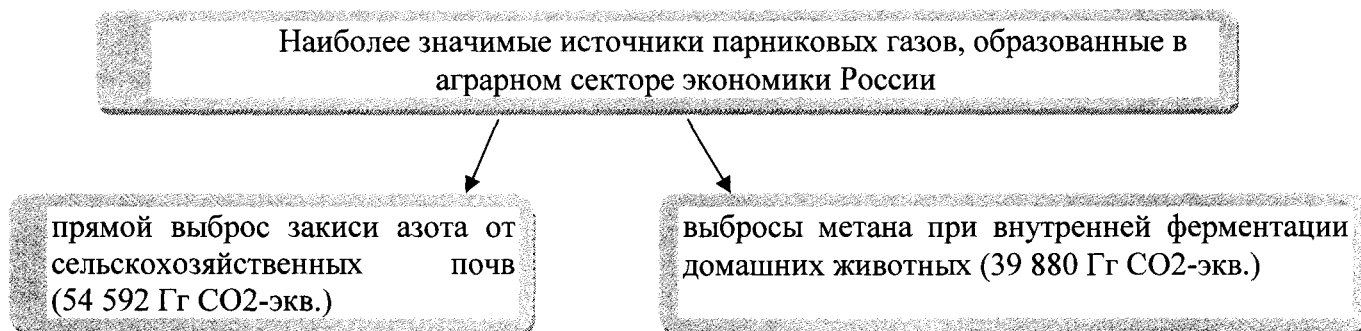 Наиболее значимые источники парниковых газов, образованные в
аграрном секторе экономики России
прямой выброс закиси азота от
сельскохозяйственных почв
(54 592 Гг СО2-экв.)
выбросы метана при внутренней ферментации
домашних животных (39 880 Гг СО2-экв.)